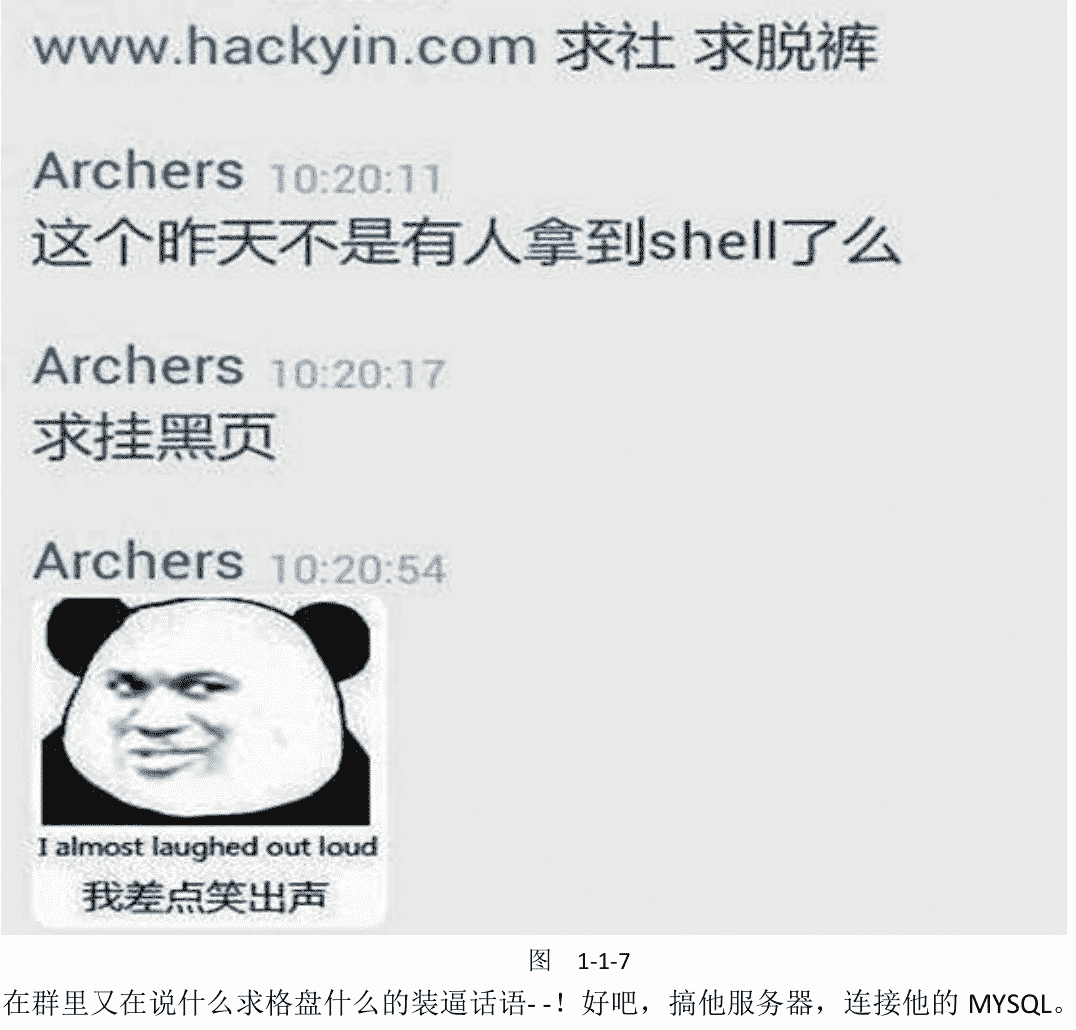 www.hackyin.com 求社 求脱裤
Archers 10:20:11
这个昨天不是有人拿到shell了么
Archers 10:20:17
求挂黑页
Archers 10:20:54
I almost laughed out loud
我差点笑出声
图 1-1-7
在群里又在说什么求格盘什么的装逼话语- -！好吧，搞他服务器，连接他的 MYSQL。